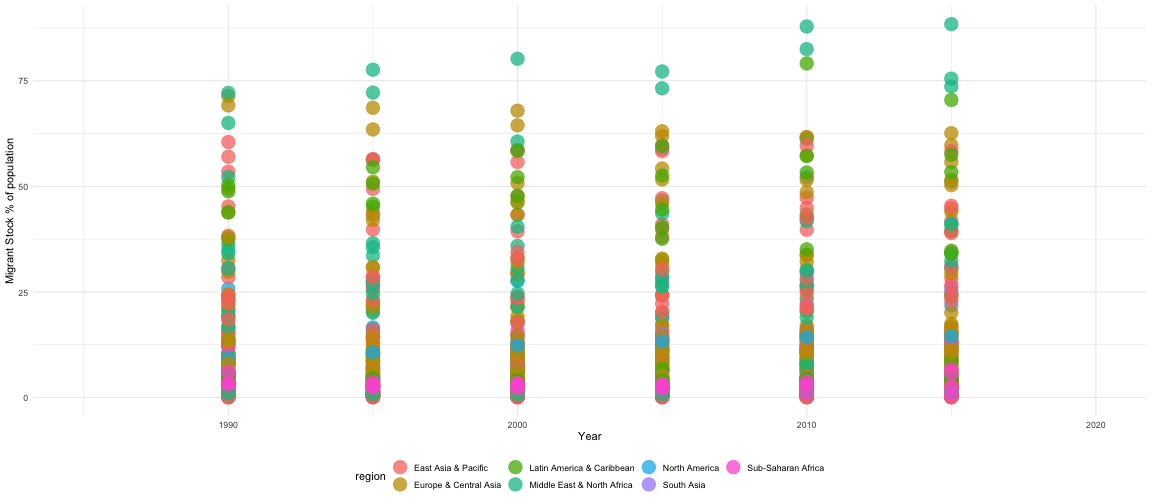 75
50
25
0
Migrant Stock % of population
1990
2000
2010
2020
Year
region
East Asia & Pacific
Latin America & Caribbean
North America
Sub-Saharan Africa
Europe & Central Asia
Middle East & North Africa
South Asia